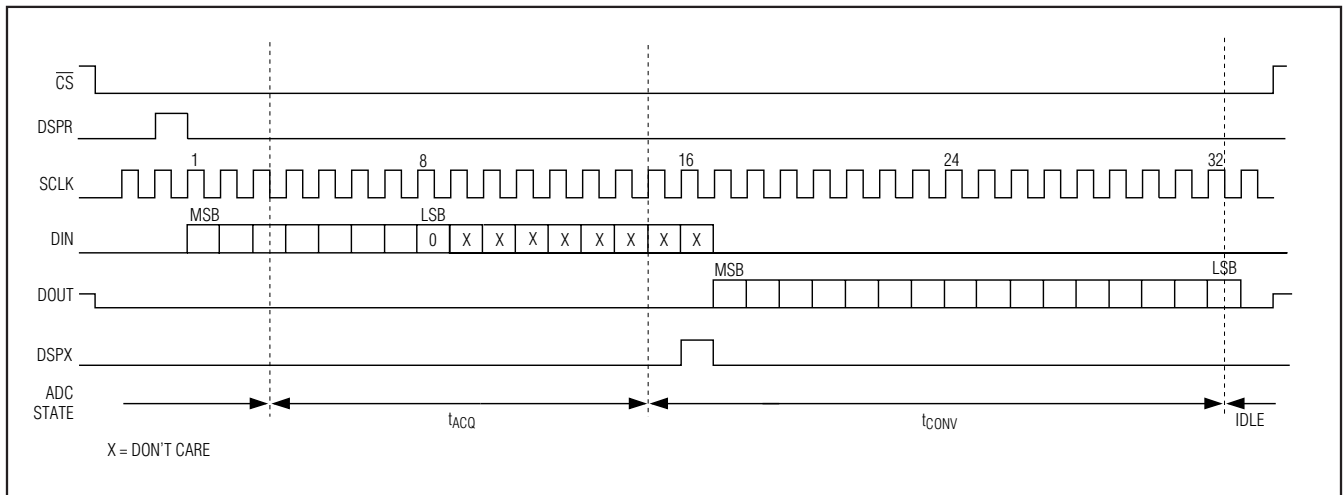 CS
DSPR
1 8 16 24 32
SCLK
MSB LSB
DIN 0 X X X X X X X X
MSB LSB
DOUT
DSPX
ADC
STATE
tACQ tCONV IDLE
X = DON'T CARE